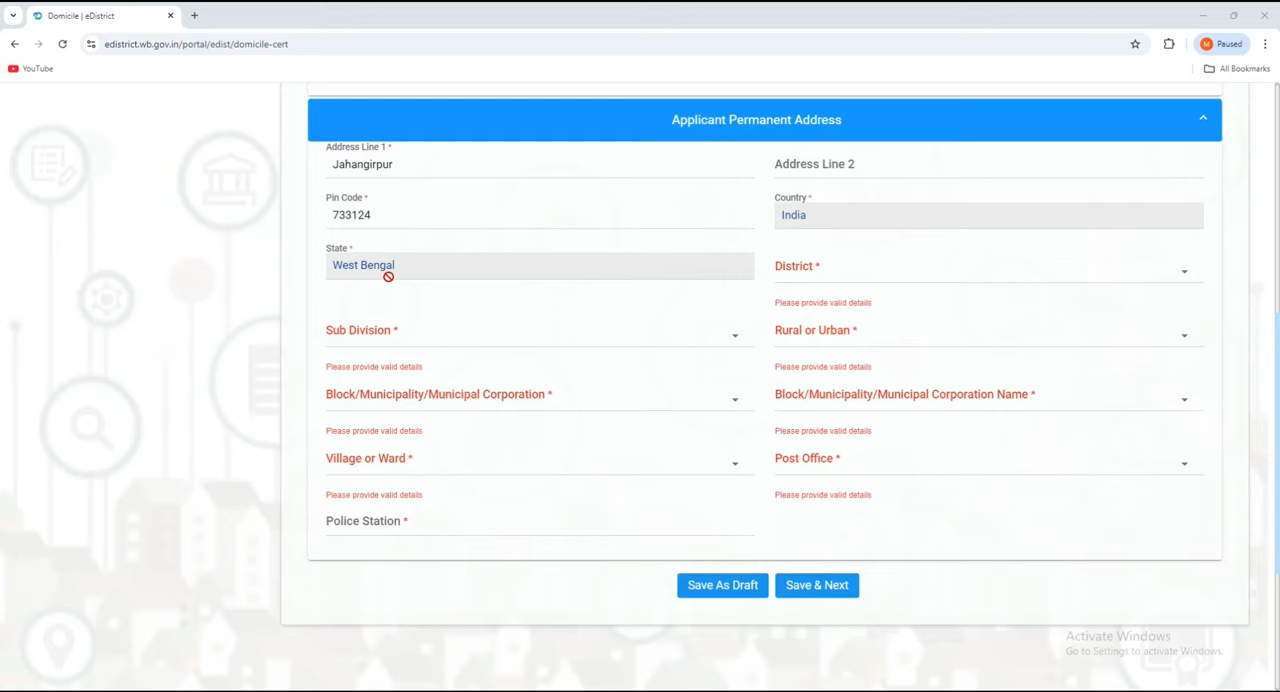 Domicile | eDistrict
edistrict.wb.gov.in/portal/edist/domicile-cert
M Paused
YouTube
All Bookmarks
Applicant Permanent Address
Address Line 1 *
Jahangirpur
Address Line 2
Pin Code *
733124
Country *
India
State *
West Bengal
District *
Please provide valid details
Sub Division *
Rural or Urban *
Please provide valid details
Please provide valid details
Block/Municipality/Municipal Corporation *
Block/Municipality/Municipal Corporation Name *
Please provide valid details
Please provide valid details
Village or Ward *
Post Office *
Please provide valid details
Please provide valid details
Police Station *
Save As Draft
Save & Next
Activate Windows
Go to Settings to activate Windows.